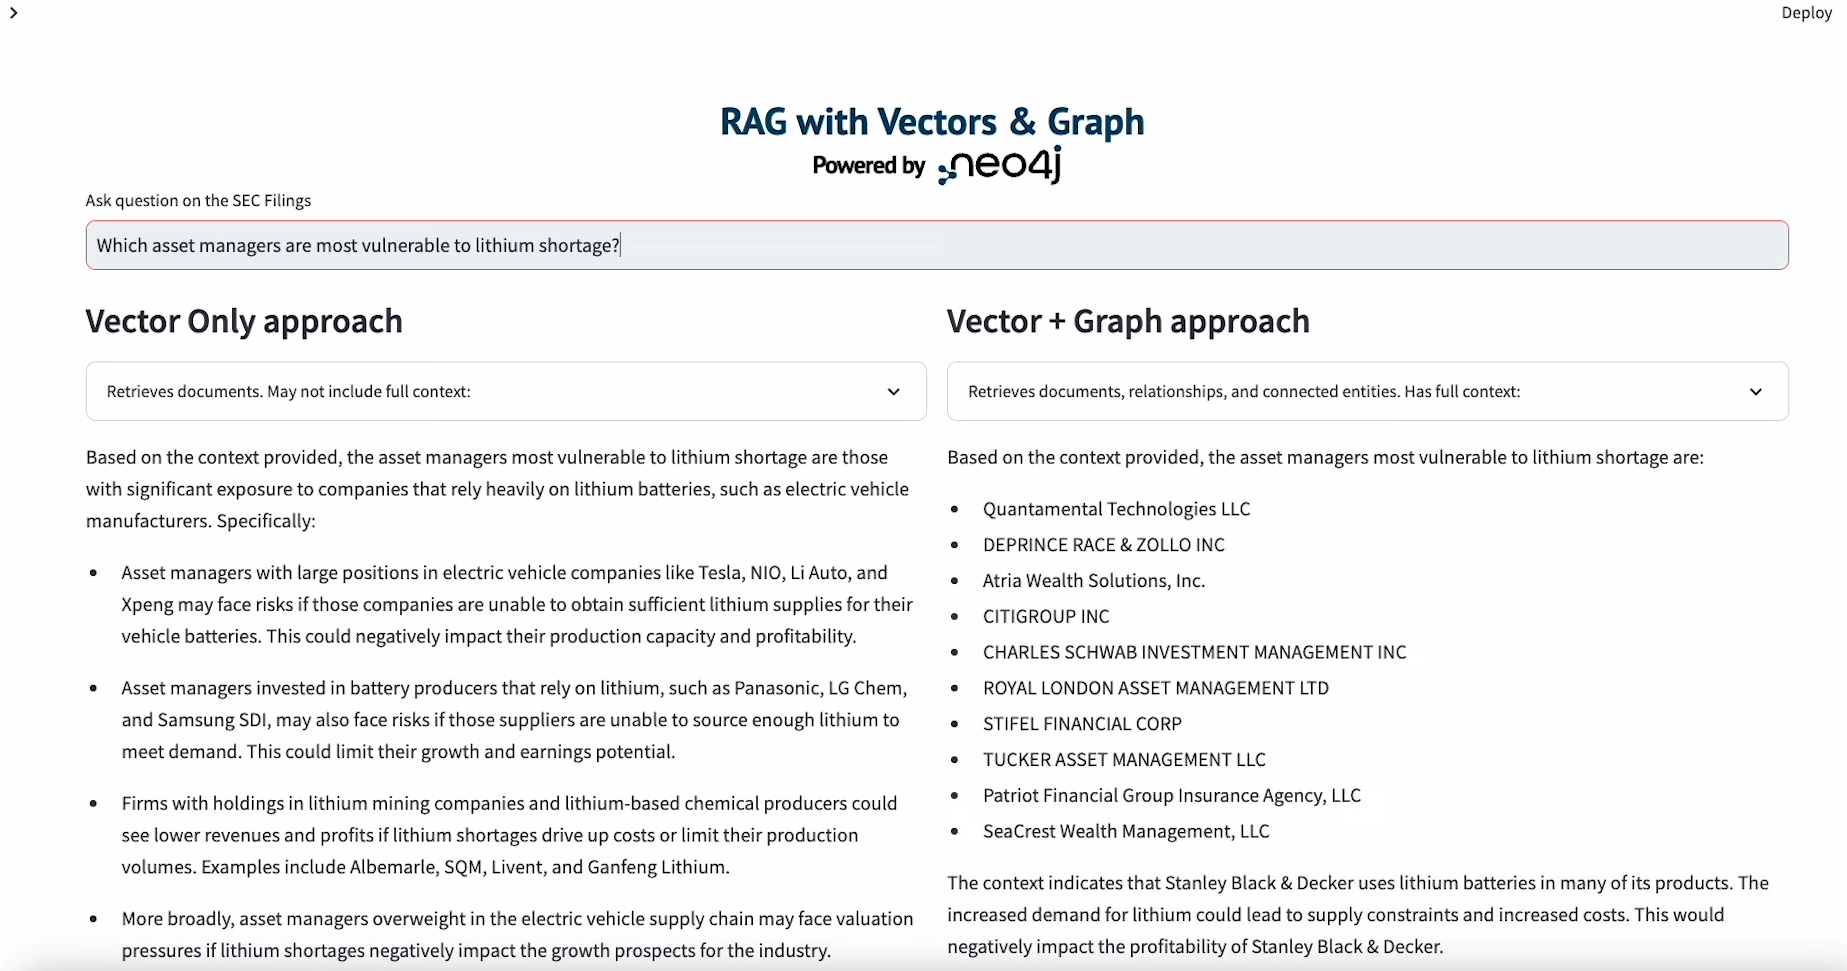 Deploy
RAG with Vectors & Graph
Powered by neo4j
Ask question on the SEC Filings
Which asset managers are most vulnerable to lithium shortage?
Vector Only approach
Retrieves documents. May not include full context:
Based on the context provided, the asset managers most vulnerable to lithium shortage are those
with significant exposure to companies that rely heavily on lithium batteries, such as electric vehicle
manufacturers. Specifically:
• Asset managers with large positions in electric vehicle companies like Tesla, NIO, Li Auto, and
Xpeng may face risks if those companies are unable to obtain sufficient lithium supplies for their
vehicle batteries. This could negatively impact their production capacity and profitability.
• Asset managers invested in battery producers that rely on lithium, such as Panasonic, LG Chem,
and Samsung SDI, may also face risks if those suppliers are unable to source enough lithium to
meet demand. This could limit their growth and earnings potential.
• Firms with holdings in lithium mining companies and lithium-based chemical producers could
see lower revenues and profits if lithium shortages drive up costs or limit their production
volumes. Examples include Albemarle, SQM, Livent, and Ganfeng Lithium.
• More broadly, asset managers overweight in the electric vehicle supply chain may face valuation
pressures if lithium shortages negatively impact the growth prospects for the industry.
Vector + Graph approach
Retrieves documents, relationships, and connected entities. Has full context:
Based on the context provided, the asset managers most vulnerable to lithium shortage are:
• Quantamental Technologies LLC
• DEPRINCE RACE & ZOLLO INC
• Atria Wealth Solutions, Inc.
• CITIGROUP INC
• CHARLES SCHWAB INVESTMENT MANAGEMENT INC
• ROYAL LONDON ASSET MANAGEMENT LTD
• STIFEL FINANCIAL CORP
• TUCKER ASSET MANAGEMENT LLC
• Patriot Financial Group Insurance Agency, LLC
• SeaCrest Wealth Management, LLC
The context indicates that Stanley Black & Decker uses lithium batteries in many of its products. The
increased demand for lithium could lead to supply constraints and increased costs. This would
negatively impact the profitability of Stanley Black & Decker.